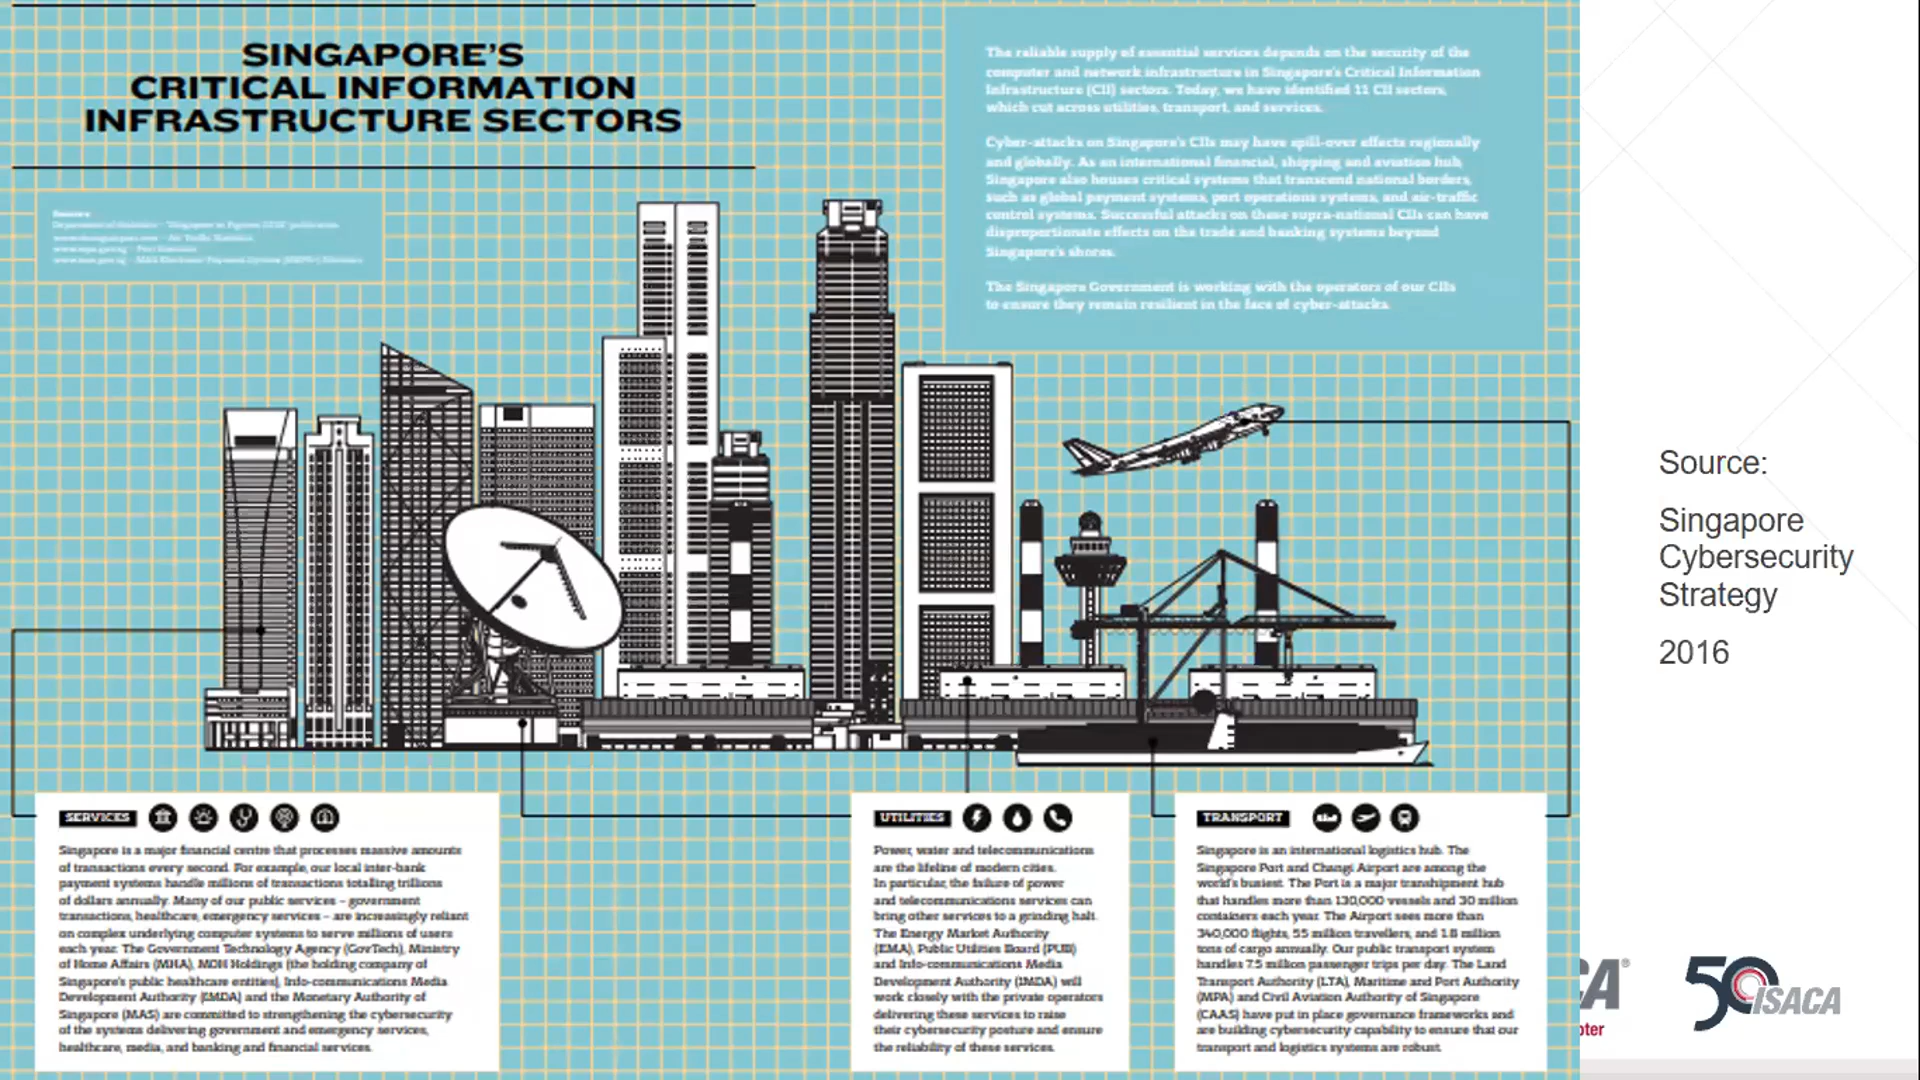 SINGAPORE'S
CRITICAL INFORMATION
INFRASTRUCTURE SECTORS
The reliable supply of essential services depends on the security of the
computer and network infrastructure in Singapore's Critical Information
Infrastructure (CII) sectors. Today, we have identified 11 CII sectors,
which cut across utilities, transport, and services.
Cyber-attacks on Singapore's CIIs may have spill-over effects regionally
and globally. As an international financial, shipping and aviation hub,
Singapore also houses critical systems that transcend national borders,
such as global payment systems, port operations systems, and air-traffic
control systems. Successful attacks on these supra-national CIIs can have
disproportionate effects on the trade and banking systems beyond
Singapore's shores.
The Singapore Government is working with the operators of our CIIs
to ensure they remain resilient in the face of cyber-attacks.
SERVICES
Singapore is a major financial centre that processes massive amounts
of transactions every second. For example, our local inter-bank
payment systems handle millions of transactions totalling trillions
of dollars annually. Many of our public services – government
transactions, healthcare, emergency services – are increasingly reliant
on complex underlying computer systems to serve millions of users
each year. The Government Technology Agency (GovTech), Ministry
of Home Affairs (MHA), MOH Holdings (the holding company of
Singapore's public healthcare entities), Info-communications Media
Development Authority (IMDA) and the Monetary Authority of
Singapore (MAS) are committed to strengthening the cybersecurity
of the systems delivering government and emergency services,
healthcare, media, and banking and financial services.
UTILITIES
Power, water and telecommunications
are the lifeline of modern cities.
In particular, the failure of power
and telecommunications services can
bring other services to a grinding halt.
The Energy Market Authority
(EMA), Public Utilities Board (PUB)
and Info-communications Media
Development Authority (IMDA) will
work closely with the private operators
delivering these services to raise
their cybersecurity posture and ensure
the reliability of these services.
TRANSPORT
Singapore is an international logistics hub. The
Singapore Port and Changi Airport are among the
world's busiest. The Port is a major transhipment hub
that handles more than 130,000 vessels and 30 million
containers each year. The Airport sees more than
340,000 flights, 55 million travellers, and 1.8 million
tons of cargo annually. Our public transport system
handles 7.5 million passenger trips per day. The Land
Transport Authority (LTA), Maritime and Port Authority
(MPA) and Civil Aviation Authority of Singapore
(CAAS) have put in place governance frameworks and
are building cybersecurity capability to ensure that our
transport and logistics systems are robust.
Source:
Singapore
Cybersecurity
Strategy
2016
CA®
pter
50 ISACA